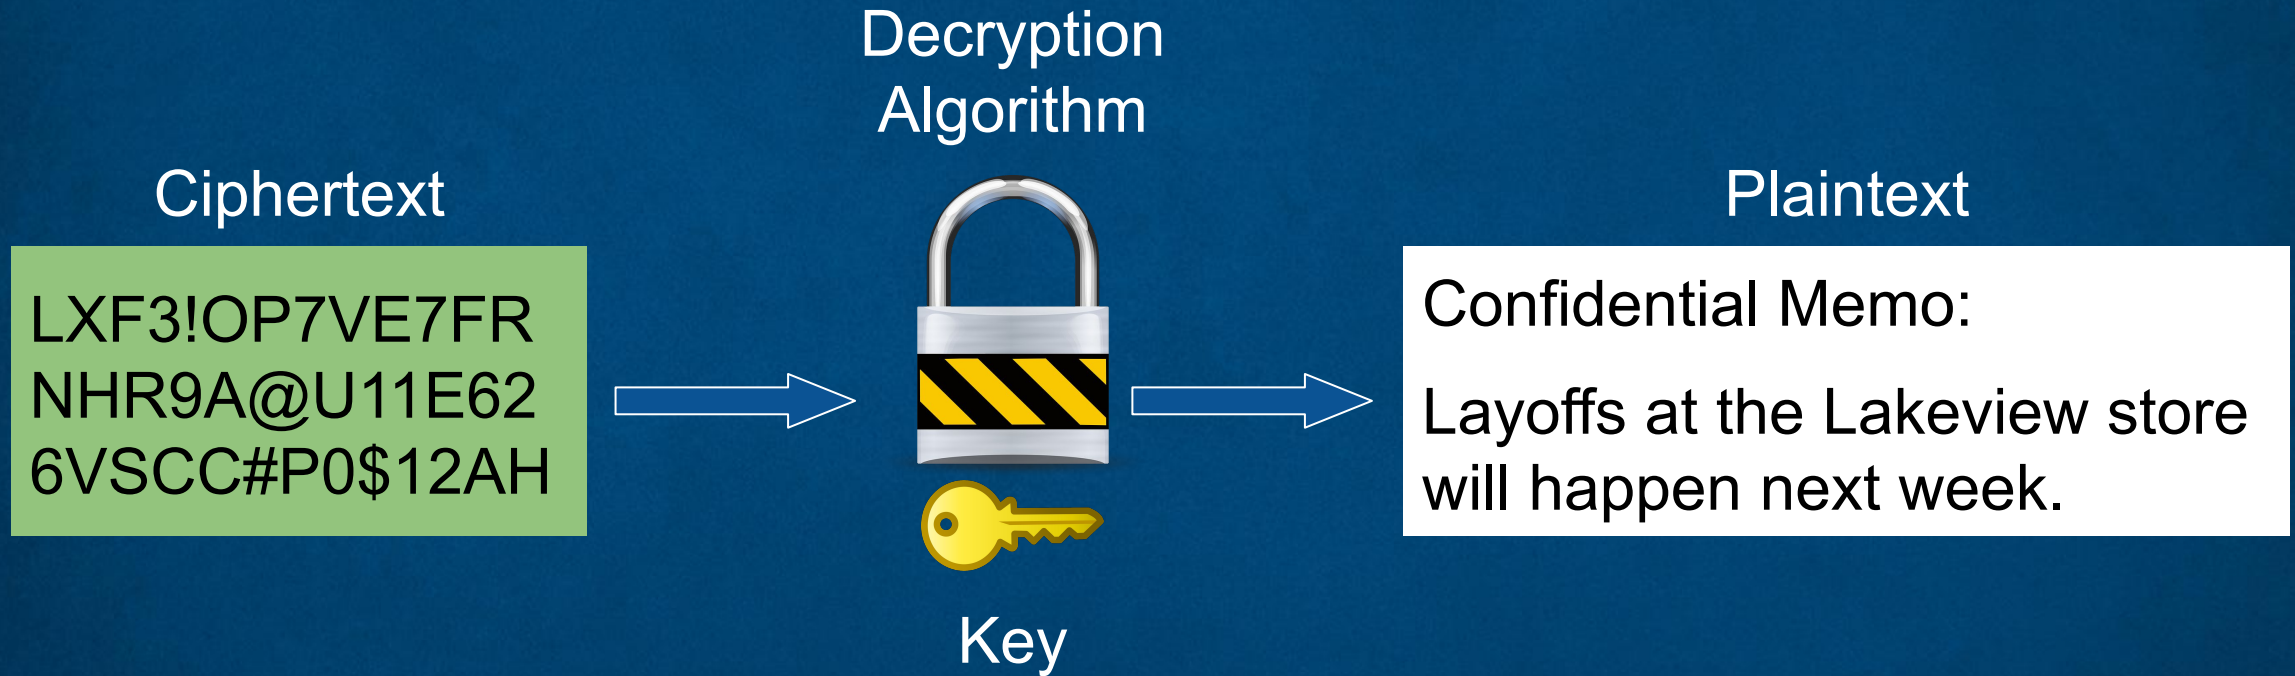 Decryption
Algorithm
Ciphertext
LXF3!OP7VE7FR
NHR9A@U11E62
6VSCC#P0$12AH
Key
Plaintext
Confidential Memo:
Layoffs at the Lakeview store
will happen next week.